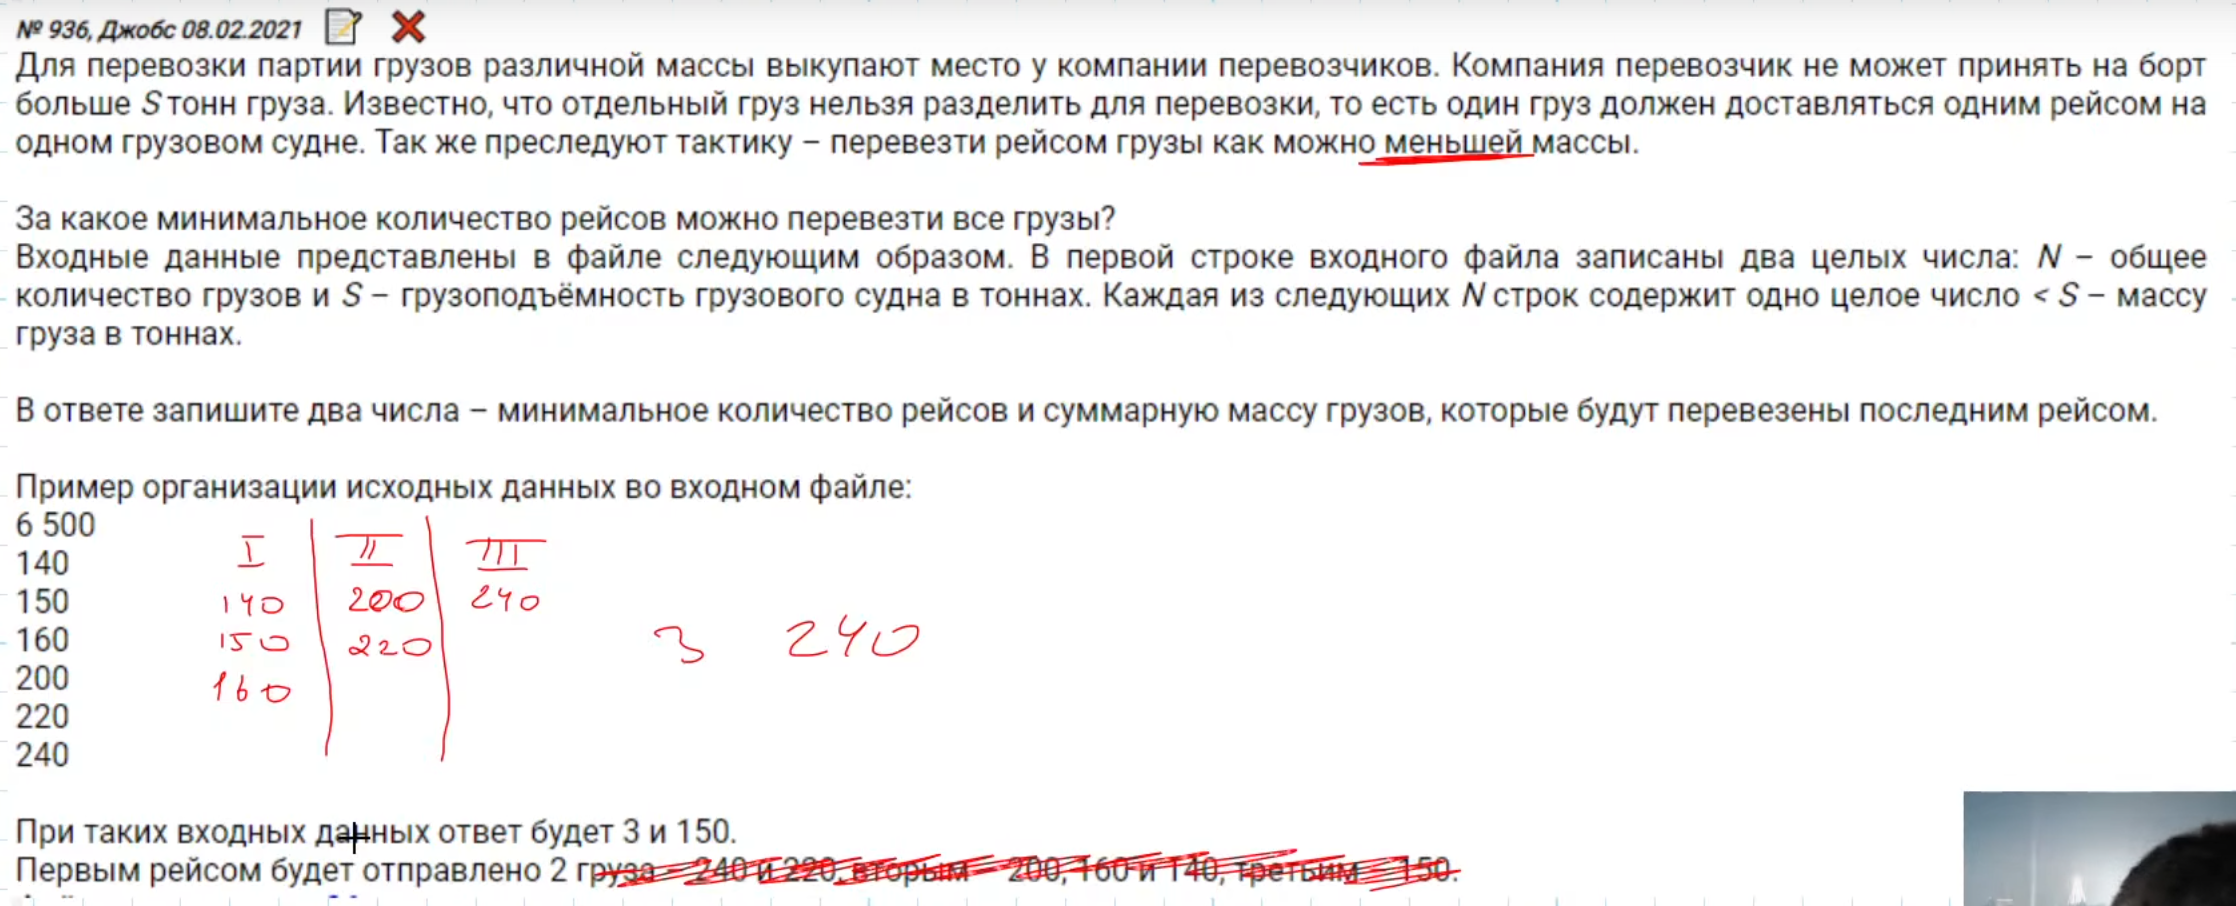 № 936, Джобс 08.02.2021
Для перевозки партии грузов различной массы выкупают место у компании перевозчиков. Компания перевозчик не может принять на борт
больше S тонн груза. Известно, что отдельный груз нельзя разделить для перевозки, то есть один груз должен доставляться одним рейсом на
одном грузовом судне. Так же преследуют тактику – перевезти рейсом грузы как можно меньшей массы.
За какое минимальное количество рейсов можно перевезти все грузы?
Входные данные представлены в файле следующим образом. В первой строке входного файла записаны два целых числа: N – общее
количество грузов и S – грузоподъёмность грузового судна в тоннах. Каждая из следующих N строк содержит одно целое число < S – массу
груза в тоннах.
В ответе запишите два числа – минимальное количество рейсов и суммарную массу грузов, которые будут перевезены последним рейсом.
Пример организации исходных данных во входном файле:
6 500
140
150
160
200
220
240
I II III
140 200 240
150 220
160
3 240
При таких входных данных ответ будет 3 и 150.
Первым рейсом будет отправлено 2 груза – 240 и 220, вторым – 200, 160 и 140, третьим – 150.